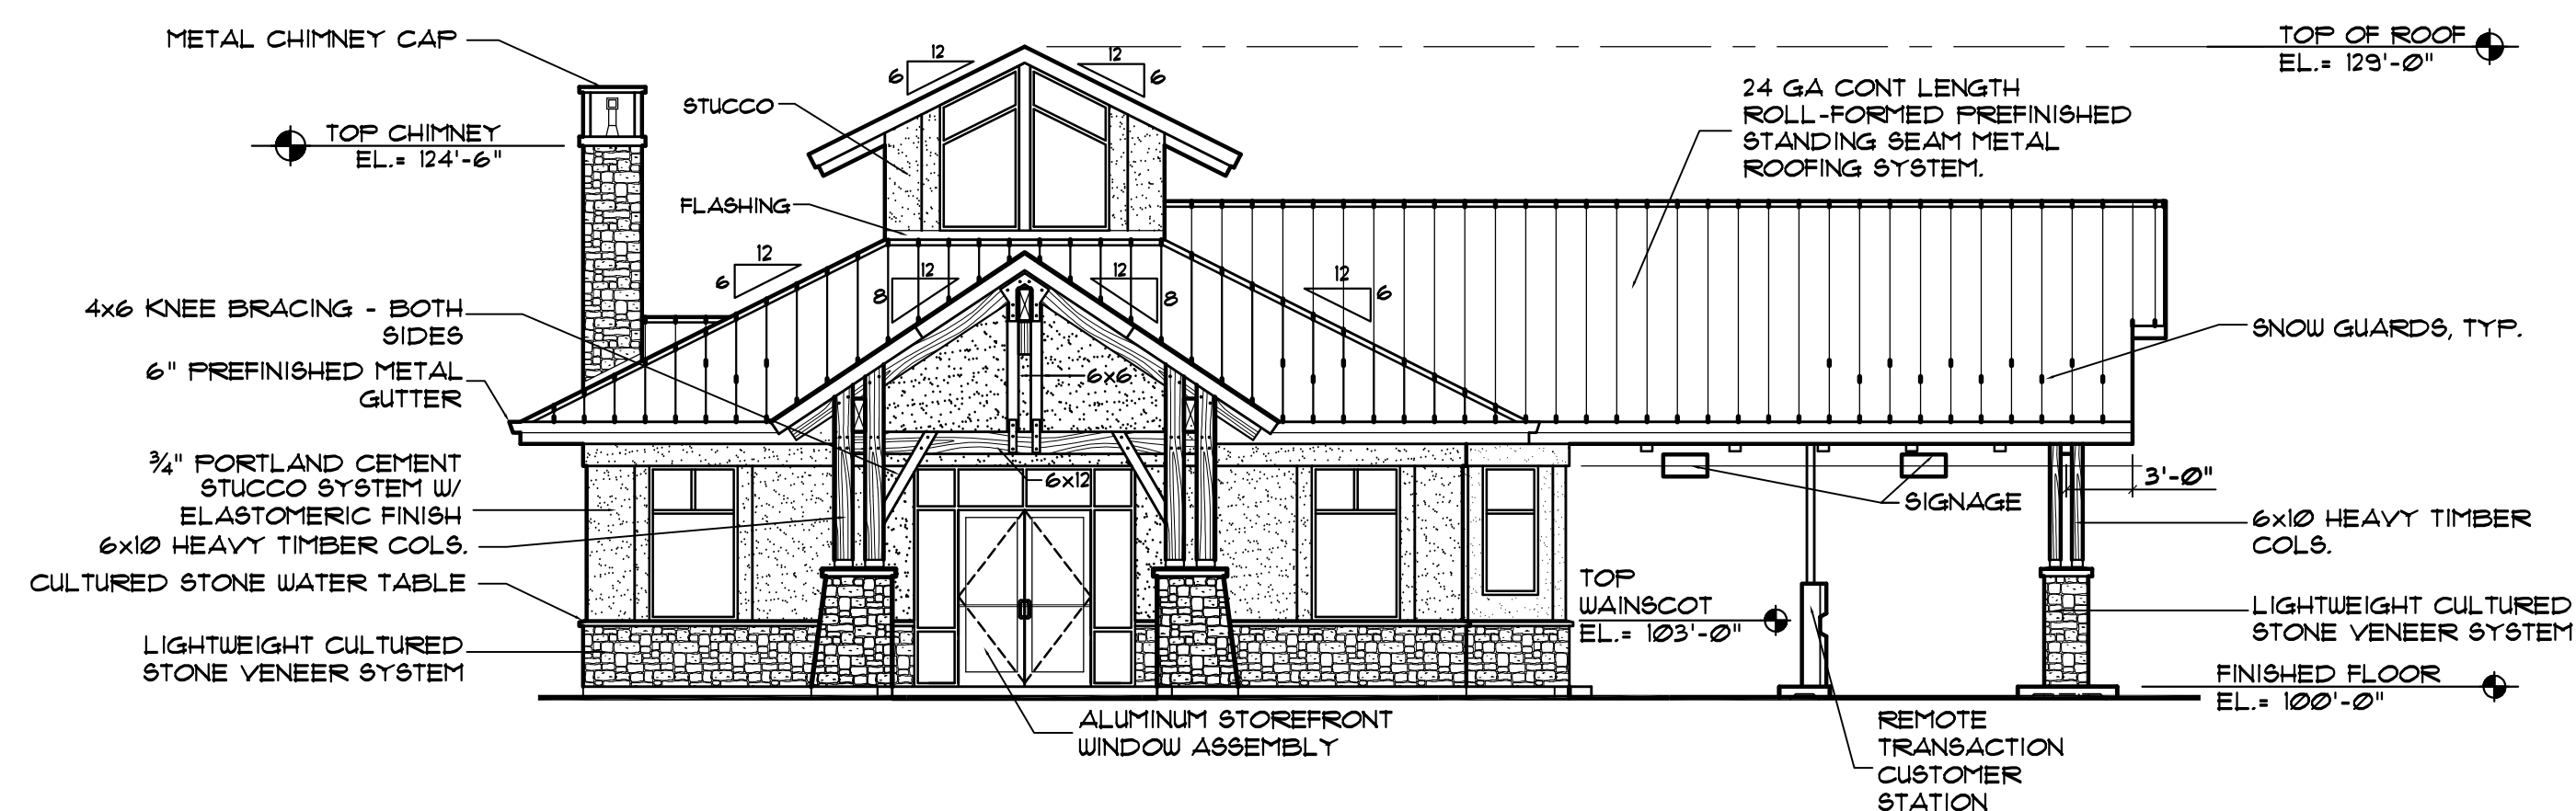 METAL CHIMNEY CAP
TOP CHIMNEY
EL.= 124'-6"
STUCCO
FLASHING
12
6
12
6
TOP OF ROOF
EL.= 129'-0"
24 GA CONT LENGTH
ROLL-FORMED PREFINISHED
STANDING SEAM METAL
ROOFING SYSTEM.
12
6
12
8
12
8
12
6
4x6 KNEE BRACING - BOTH
SIDES
6" PREFINISHED METAL
GUTTER
3/4" PORTLAND CEMENT
STUCCO SYSTEM W/
ELASTOMERIC FINISH
6x10 HEAVY TIMBER COLS.
CULTURED STONE WATER TABLE
LIGHTWEIGHT CULTURED
STONE VENEER SYSTEM
6x6
6x12
SNOW GUARDS, TYP.
3'-0"
SIGNAGE
6x10 HEAVY TIMBER
COLS.
TOP
WAINSCOT
EL.= 103'-0"
LIGHTWEIGHT CULTURED
STONE VENEER SYSTEM
FINISHED FLOOR
EL.= 100'-0"
ALUMINUM STOREFRONT
WINDOW ASSEMBLY
REMOTE
TRANSACTION
CUSTOMER
STATION